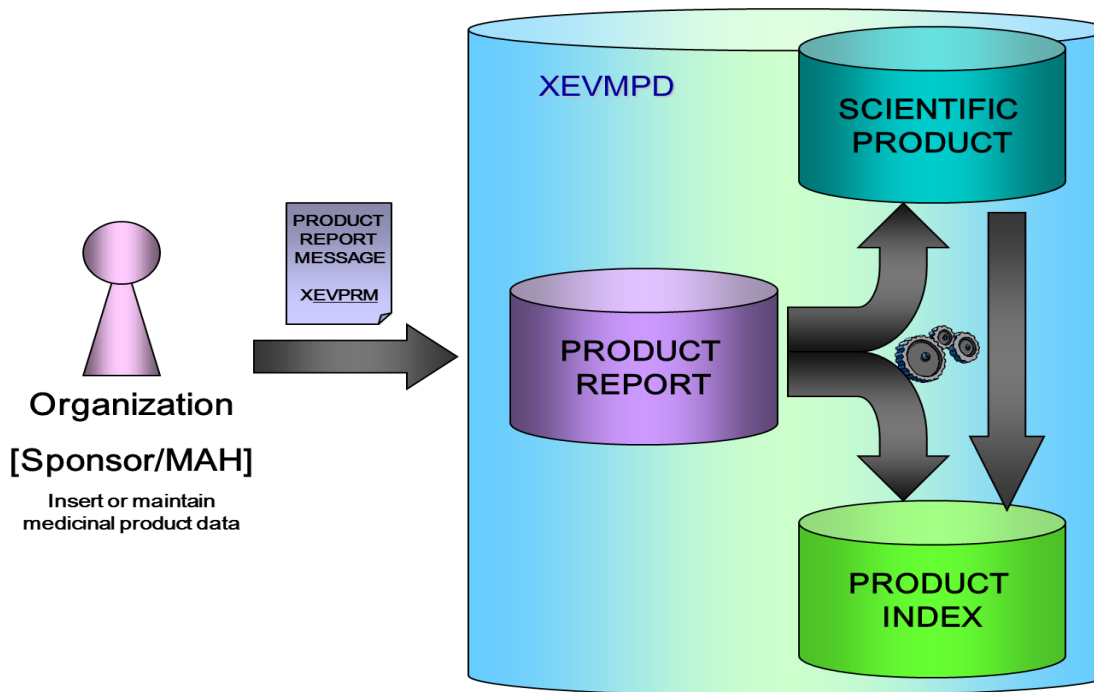 XEVMPD
SCIENTIFIC
PRODUCT
PRODUCT
REPORT
MESSAGE
XEVPRM
PRODUCT
REPORT
Organization
[Sponsor/MAH]
Insert or maintain
medicinal product data
PRODUCT
INDEX